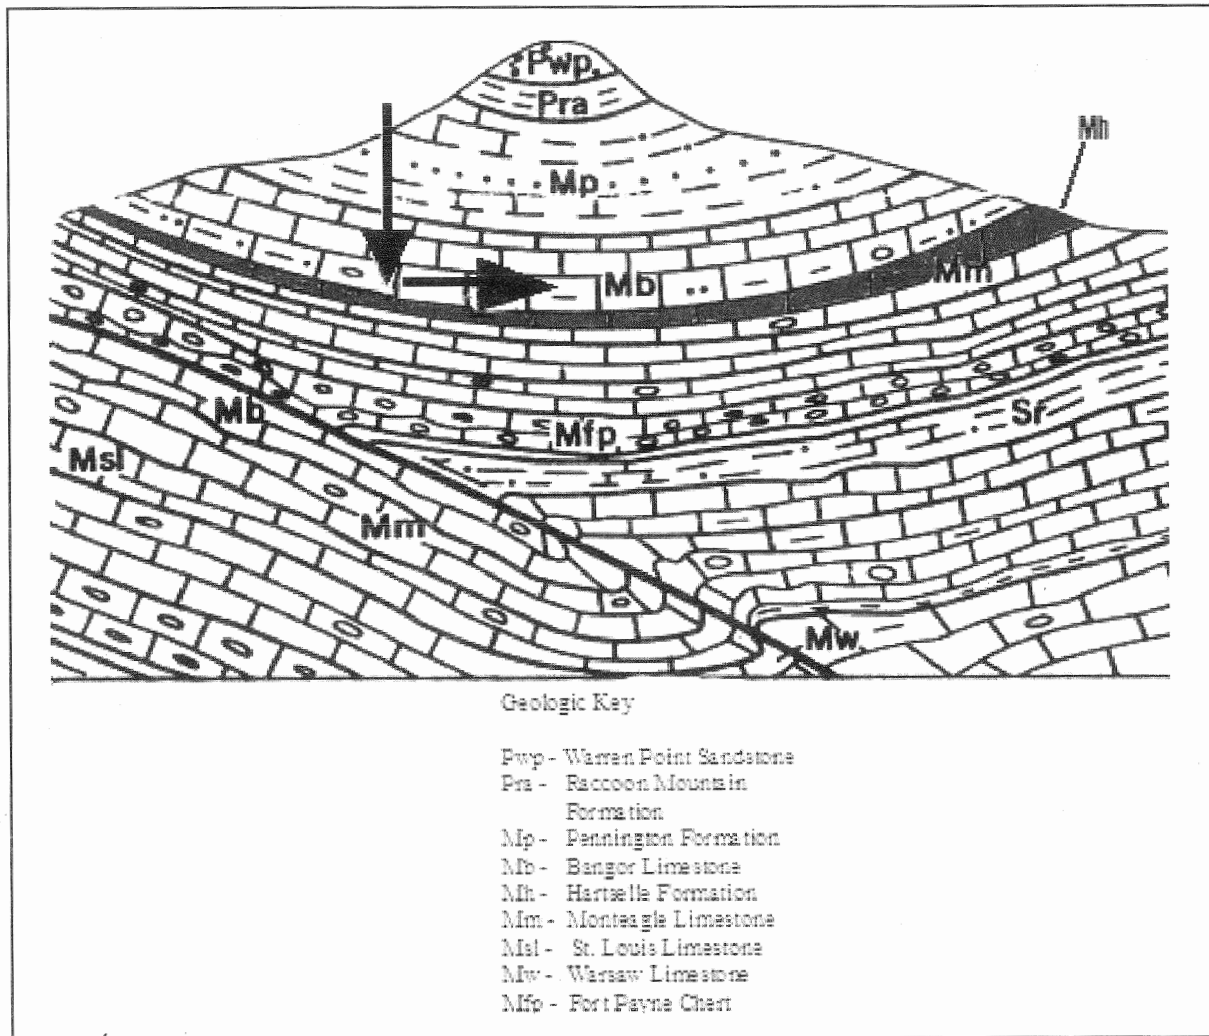 Pwp
Pra
Mh
Mp
Mb
Mm
Mb
Mfp
Sr
Msl
Mm
Mw
Geologic Key
Pwp - Warren Point Sandstone
Pra - Raccoon Mountain
Formation
Mp - Pennington Formation
Mb - Bangor Limestone
Mh - Hartselle Formation
Mm - Monteagle Limestone
Msl - St. Louis Limestone
Mw - Warsaw Limestone
Mfp - Fort Payne Chert